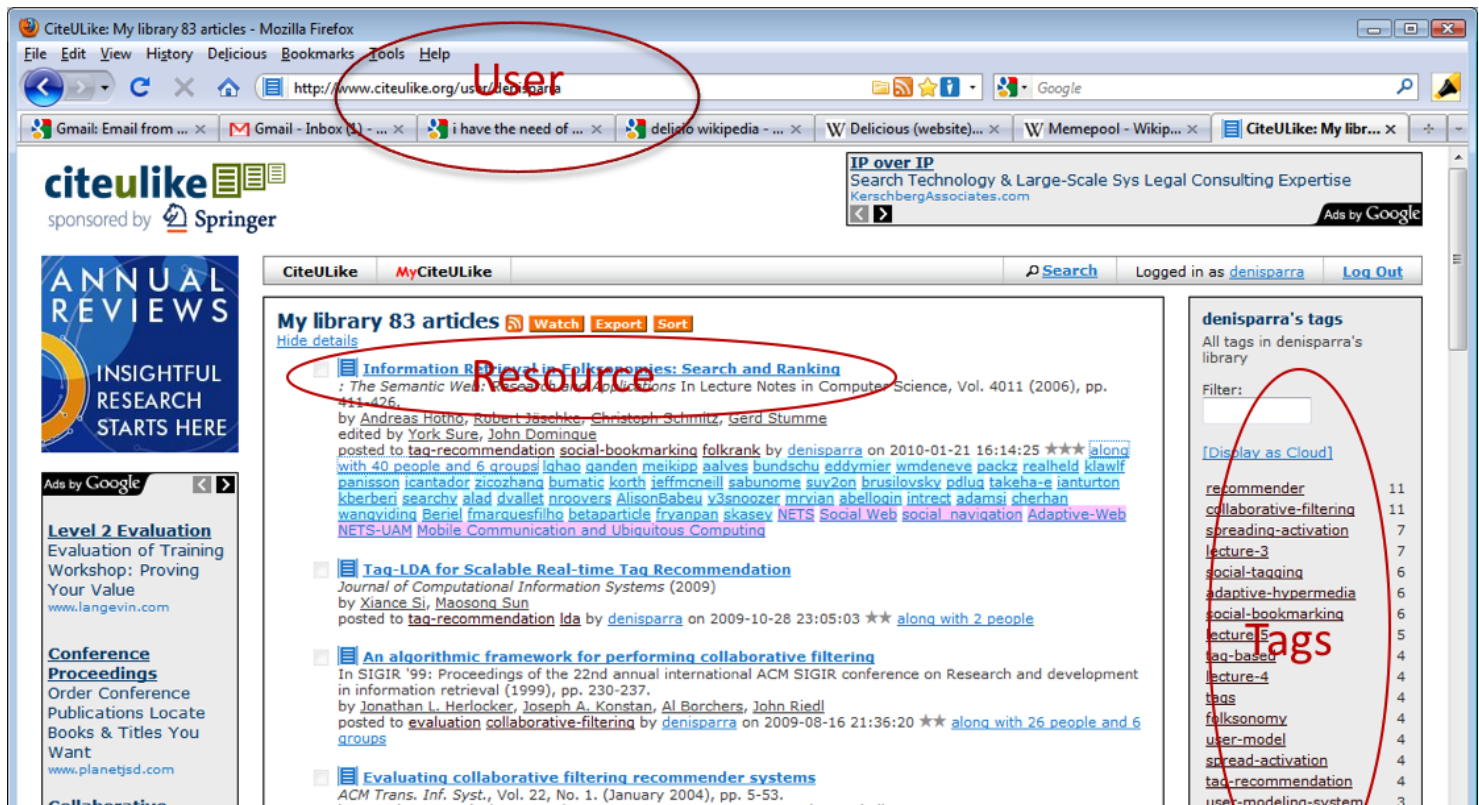 CiteULike: My library 83 articles - Mozilla Firefox
File Edit View History Delicious Bookmarks Tools Help
User
http://www.citeulike.org/user/denisparra
Google
Gmail: Email from ...
Gmail - Inbox (1) - ...
i have the need of ...
delicio wikipedia - ...
Delicious (website)...
Memepool - Wikip...
CiteULike: My libr...
citeulike
sponsored by Springer
IP over IP
Search Technology & Large-Scale Sys Legal Consulting Expertise
KerschbergAssociates.com
Ads by Google
ANNUAL
REVIEWS
INSIGHTFUL
RESEARCH
STARTS HERE
Ads by Google
Level 2 Evaluation
Evaluation of Training
Workshop: Proving
Your Value
www.langevin.com
Conference
Proceedings
Order Conference
Publications Locate
Books & Titles You
Want
www.planetjsd.com
Collaborative
CiteULike MyCiteULike Search Logged in as denisparra Log Out
My library 83 articles Watch Export Sort
Hide details
Resource
Information Retrieval in Folksonomies: Search and Ranking
: The Semantic Web: Research and Applications In Lecture Notes in Computer Science, Vol. 4011 (2006), pp.
411-426.
by Andreas Hotho, Robert Jäschke, Christoph Schmitz, Gerd Stumme
edited by York Sure, John Domingue
posted to tag-recommendation social-bookmarking folkrank by denisparra on 2010-01-21 16:14:25 ★★★ along
with 40 people and 6 groups lghao ganden meikipp aalves bundschu eddymier wmdeneve packz realheld klawlf
panisson icantador zicozhang bumatic korth jeffmcneill sabunome suy2on brusilovsky pdlug takeha-e ianturton
kberberi searchy alad dvallet nroovers AlisonBabeu y3snoozer mrvian abellogin intrect adamsi cherhan
wangyiding Beriel fmarquesfilho betaparticle fryanpan skasey NETS Social Web social_navigation Adaptive-Web
NETS-UAM Mobile Communication and Ubiquitous Computing
Tag-LDA for Scalable Real-time Tag Recommendation
Journal of Computational Information Systems (2009)
by Xiance Si, Maosong Sun
posted to tag-recommendation lda by denisparra on 2009-10-28 23:05:03 ★★ along with 2 people
An algorithmic framework for performing collaborative filtering
In SIGIR '99: Proceedings of the 22nd annual international ACM SIGIR conference on Research and development
in information retrieval (1999), pp. 230-237.
by Jonathan L. Herlocker, Joseph A. Konstan, Al Borchers, John Riedl
posted to evaluation collaborative-filtering by denisparra on 2009-08-16 21:36:20 ★★ along with 26 people and 6
groups
Evaluating collaborative filtering recommender systems
ACM Trans. Inf. Syst., Vol. 22, No. 1. (January 2004), pp. 5-53.
denisparra's tags
All tags in denisparra's
library
Filter:
[Display as Cloud]
Tags
recommender 11
collaborative-filtering 11
spreading-activation 7
lecture-3 7
social-tagging 6
adaptive-hypermedia 6
social-bookmarking 6
lecture-5 5
tag-based 4
lecture-4 4
tags 4
folksonomy 4
user-model 4
spread-activation 4
tag-recommendation 4
user-modeling-system 3